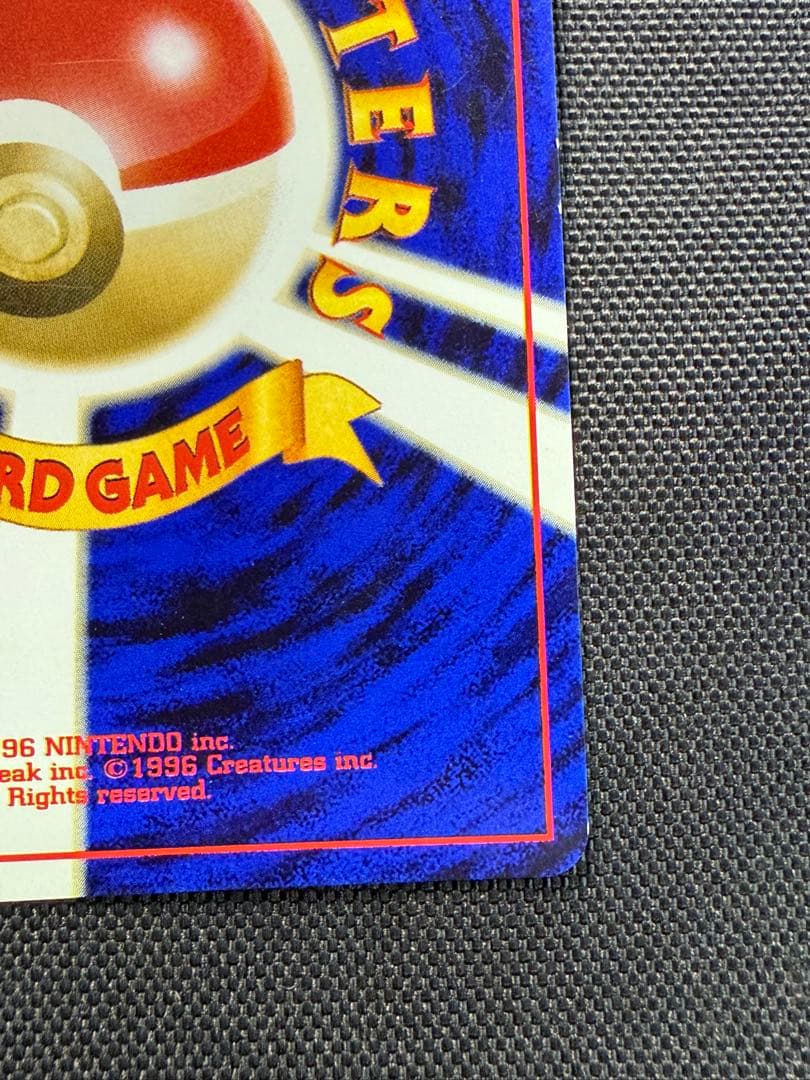 TERS
RD GAME
96 NINTENDO inc.
eak inc. ©1996 Creatures inc.
Rights reserved.